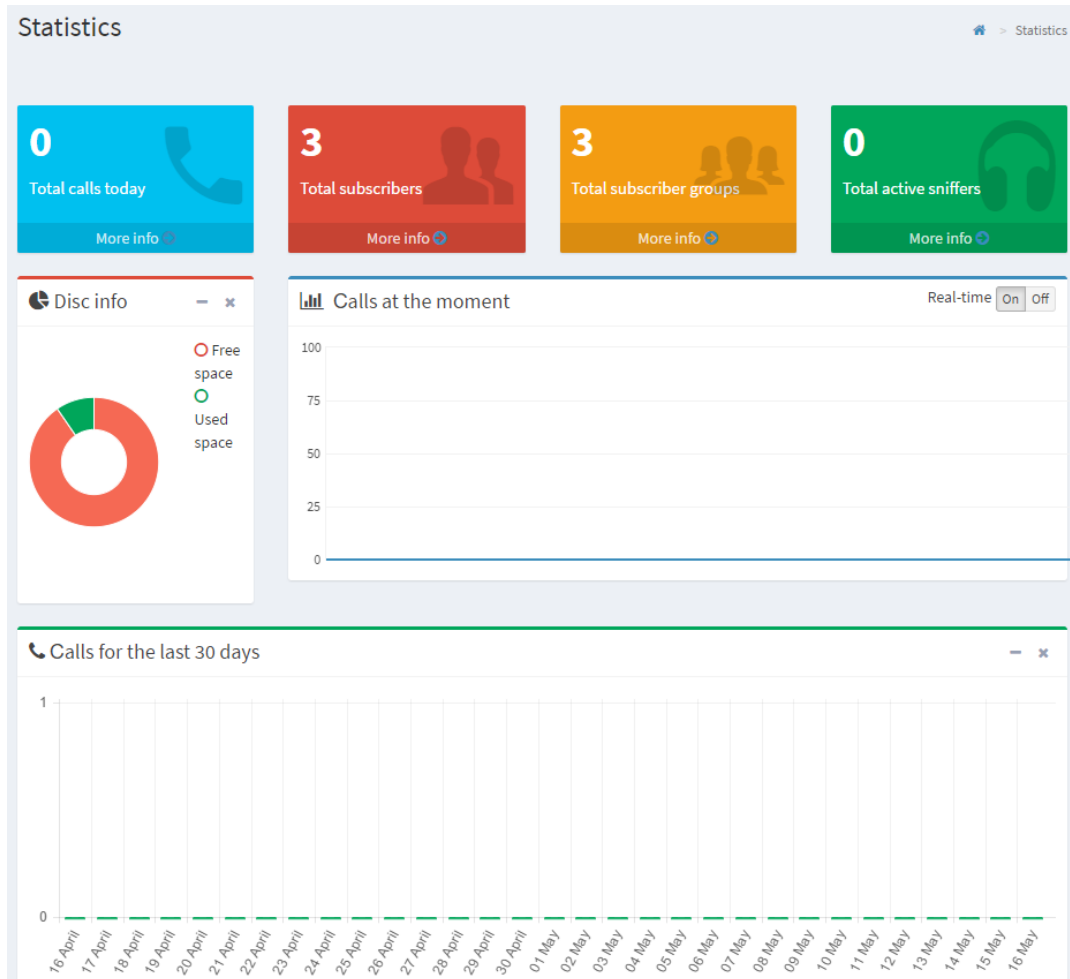 Statistics
> Statistics
0
Total calls today
More info
3
Total subscribers
More info
3
Total subscriber groups
More info
0
Total active sniffers
More info
Disc info
Free
space
Used
space
Calls at the moment
Real-time On Off
100
75
50
25
0
Calls for the last 30 days
1
0
16 April
17 April
18 April
19 April
20 April
21 April
22 April
23 April
24 April
25 April
26 April
27 April
28 April
29 April
30 April
01 May
02 May
03 May
04 May
05 May
06 May
07 May
08 May
09 May
10 May
11 May
12 May
13 May
14 May
15 May
16 May